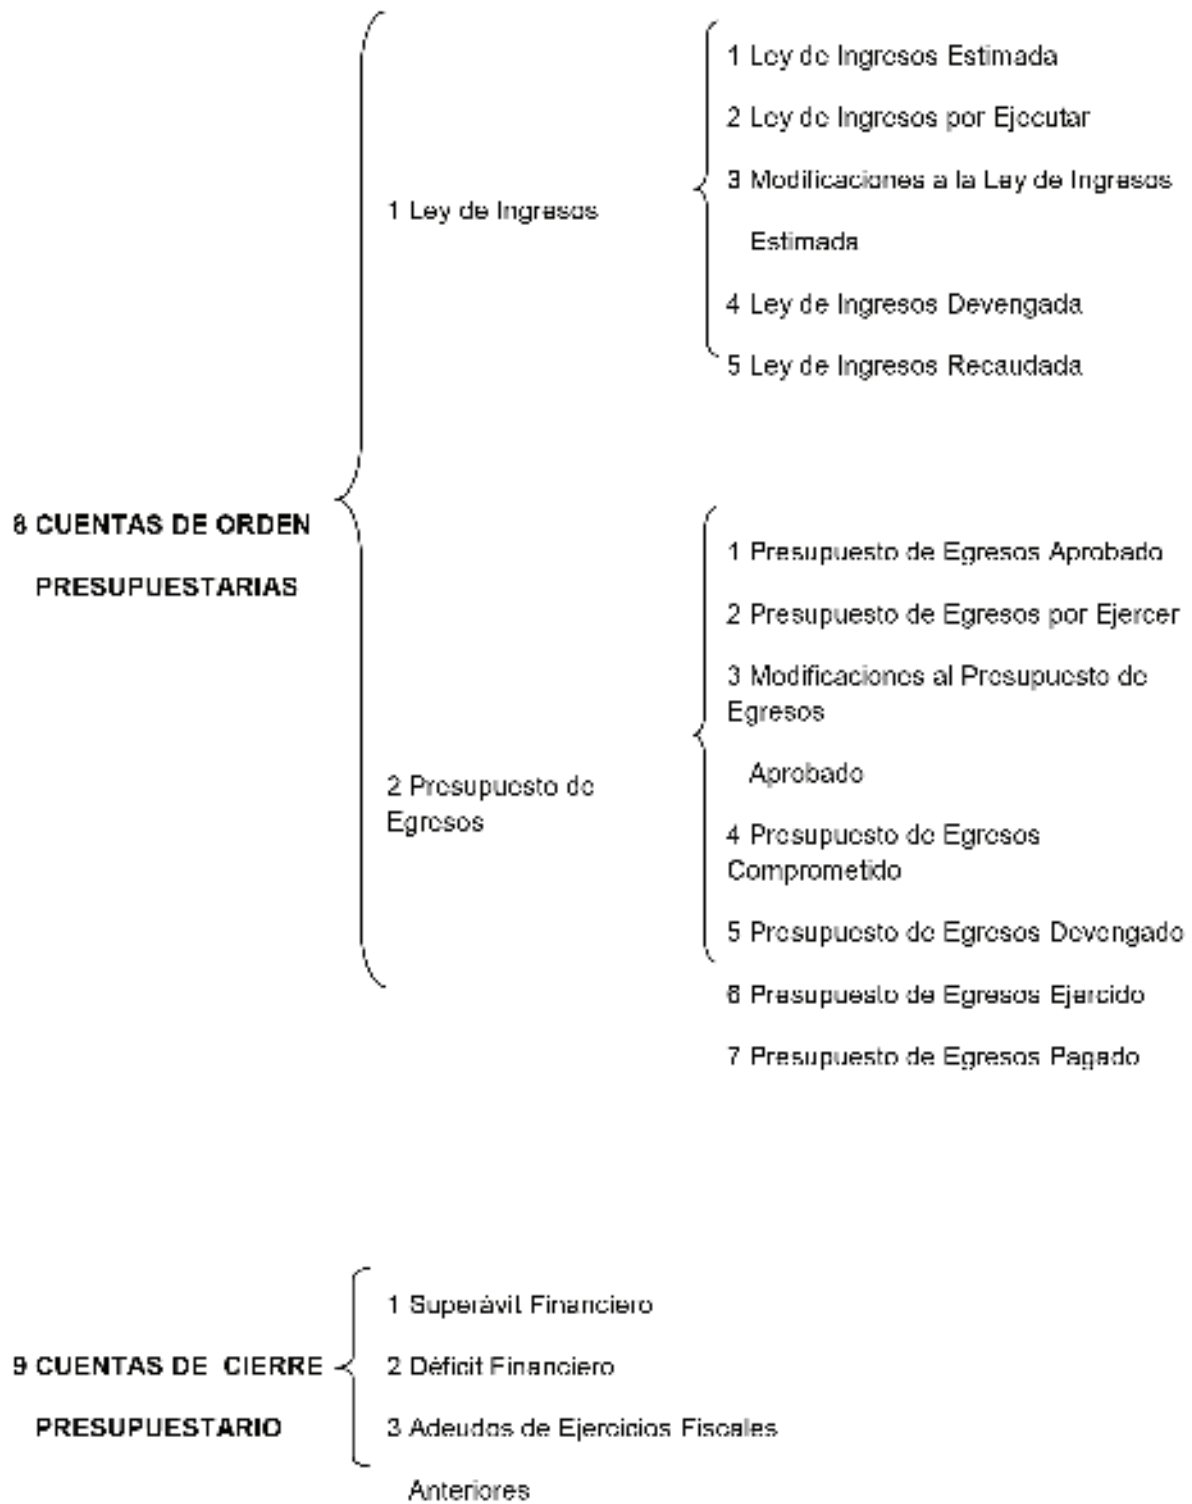 1 Ley de Ingresos Estimada
2 Ley de Ingresos por Ejecutar
3 Modificaciones a la Ley de Ingresos
Estimada
4 Ley de Ingresos Devengada
5 Ley de Ingresos Recaudada
1 Ley de Ingresos
8 CUENTAS DE ORDEN
PRESUPUESTARIAS
1 Presupuesto de Egresos Aprobado
2 Presupuesto de Egresos por Ejercer
3 Modificaciones al Presupuesto de
Egresos
Aprobado
4 Presupuesto de Egresos
Comprometido
5 Presupuesto de Egresos Devengado
6 Presupuesto de Egresos Ejercido
7 Presupuesto de Egresos Pagado
2 Presupuesto de
Egresos
9 CUENTAS DE CIERRE
PRESUPUESTARIO
1 Superávit Financiero
2 Déficit Financiero
3 Adeudos de Ejercicios Fiscales
Anteriores